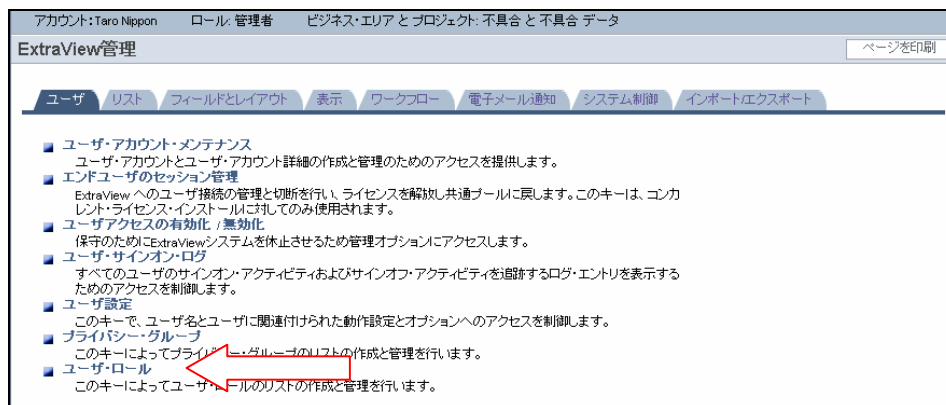 アカウント: Taro Nippon ロール: 管理者 ビジネス・エリア と プロジェクト: 不具合 と 不具合 データ
ExtraView管理 ページを印刷
ユーザ リスト フィールドとレイアウト 表示 ワークフロー 電子メール通知 システム制御 インポート/エクスポート
ユーザ・アカウント・メンテナンス
ユーザ・アカウントとユーザ・アカウント詳細の作成と管理のためのアクセスを提供します。
エンドユーザのセッション管理
ExtraView へのユーザ接続の管理と切断を行い、ライセンスを解放し共通プールに戻します。このキーは、コンカ
レント・ライセンス・インストールに対してのみ使用されます。
ユーザアクセスの有効化 / 無効化
保守のためにExtraViewシステムを休止させるため管理オプションにアクセスします。
ユーザ・サインオン・ログ
すべてのユーザのサインオン・アクティビティおよびサインオフ・アクティビティを追跡するログ・エントリを表示する
ためのアクセスを制御します。
ユーザ設定
このキーで、ユーザ名とユーザに関連付けられた動作設定とオプションへのアクセスを制御します。
プライバシー・グループ
このキーによってプライバシー・グループのリストの作成と管理を行います。
ユーザ・ロール
このキーによってユーザ・ロールのリストの作成と管理を行います。